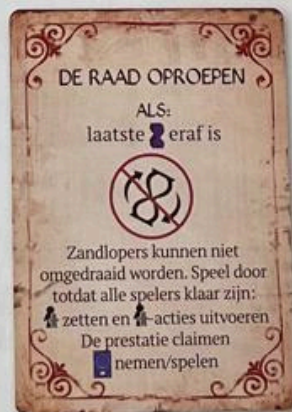 DE RAAD OPROEPEN
ALS:
laatste eraf is
Zandlopers kunnen niet
omgedraaid worden. Speel door
totdat alle spelers klaar zijn:
zetten en -acties uitvoeren
De prestatie claimen
nemen/spelen